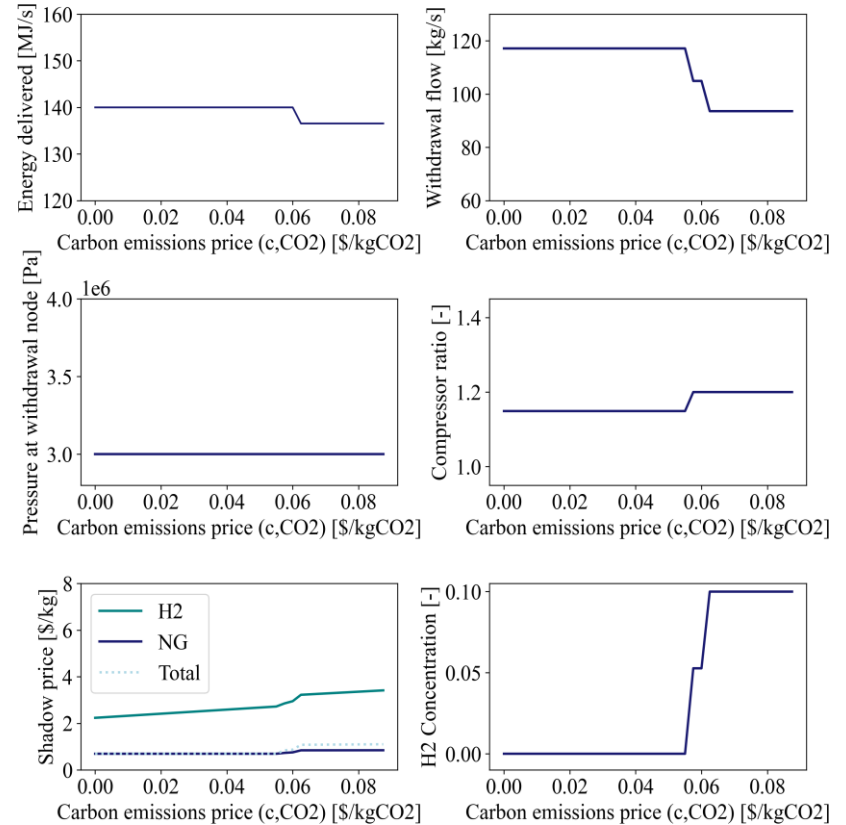 Energy delivered [MJ/s]
160
150
140
130
120
0.00 0.02 0.04 0.06 0.08
Carbon emissions price (c,CO2) [$/kgCO2]
Withdrawal flow [kg/s]
120
100
80
60
0.00 0.02 0.04 0.06 0.08
Carbon emissions price (c,CO2) [$/kgCO2]
Pressure at withdrawal node [Pa]
1e6
4.0
3.5
3.0
0.00 0.02 0.04 0.06 0.08
Carbon emissions price (c,CO2) [$/kgCO2]
Compressor ratio [-]
1.4
1.2
1.0
0.00 0.02 0.04 0.06 0.08
Carbon emissions price (c,CO2) [$/kgCO2]
Shadow price [$/kg]
8
6
4
2
0
H2
NG
Total
0.00 0.02 0.04 0.06 0.08
Carbon emissions price (c,CO2) [$/kgCO2]
H2 Concentration [-]
0.10
0.05
0.00
0.00 0.02 0.04 0.06 0.08
Carbon emissions price (c,CO2) [$/kgCO2]